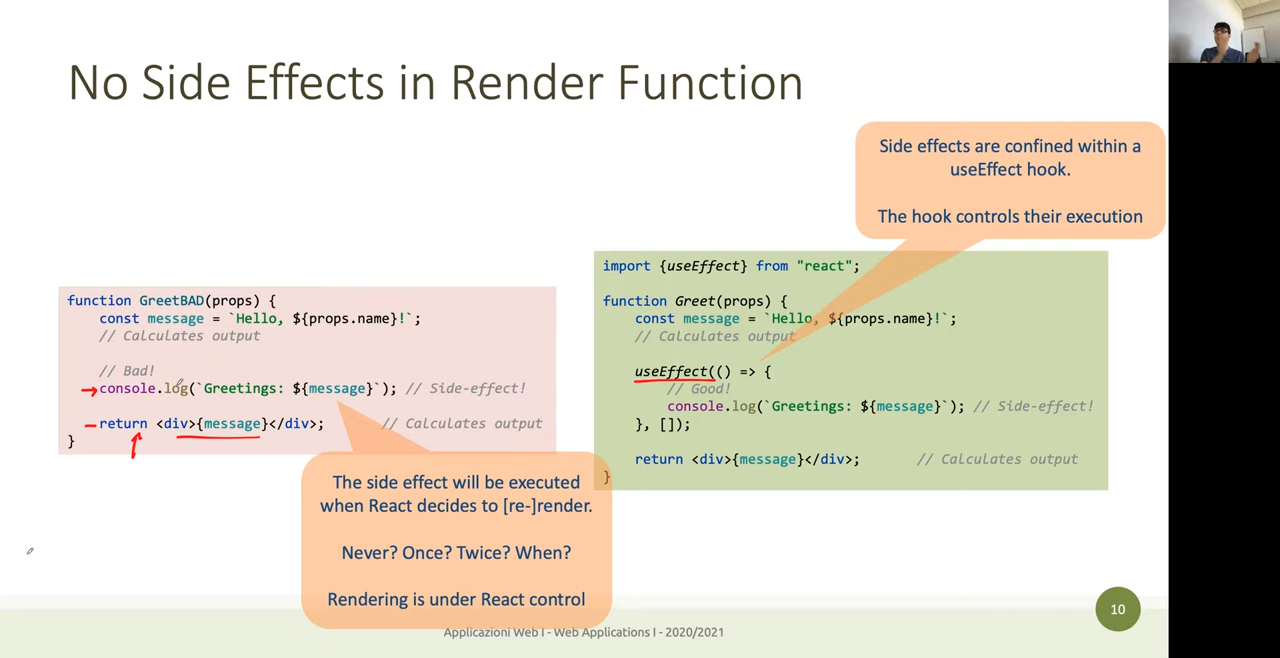 No Side Effects in Render Function
Side effects are confined within a
useEffect hook.
The hook controls their execution
function GreetBAD(props) {
const message = `Hello, ${props.name}!`;
// Calculates output
// Bad!
console.log(`Greetings: ${message}`); // Side-effect!
return <div>{message}</div>; // Calculates output
}
The side effect will be executed
when React decides to [re-]render.
Never? Once? Twice? When?
Rendering is under React control
import {useEffect} from "react";
function Greet(props) {
const message = `Hello, ${props.name}!`;
// Calculates output
useEffect(() => {
// Good!
console.log(`Greetings: ${message}`); // Side-effect!
}, []);
return <div>{message}</div>; // Calculates output
}
10
Applicazioni Web I - Web Applications I - 2020/2021